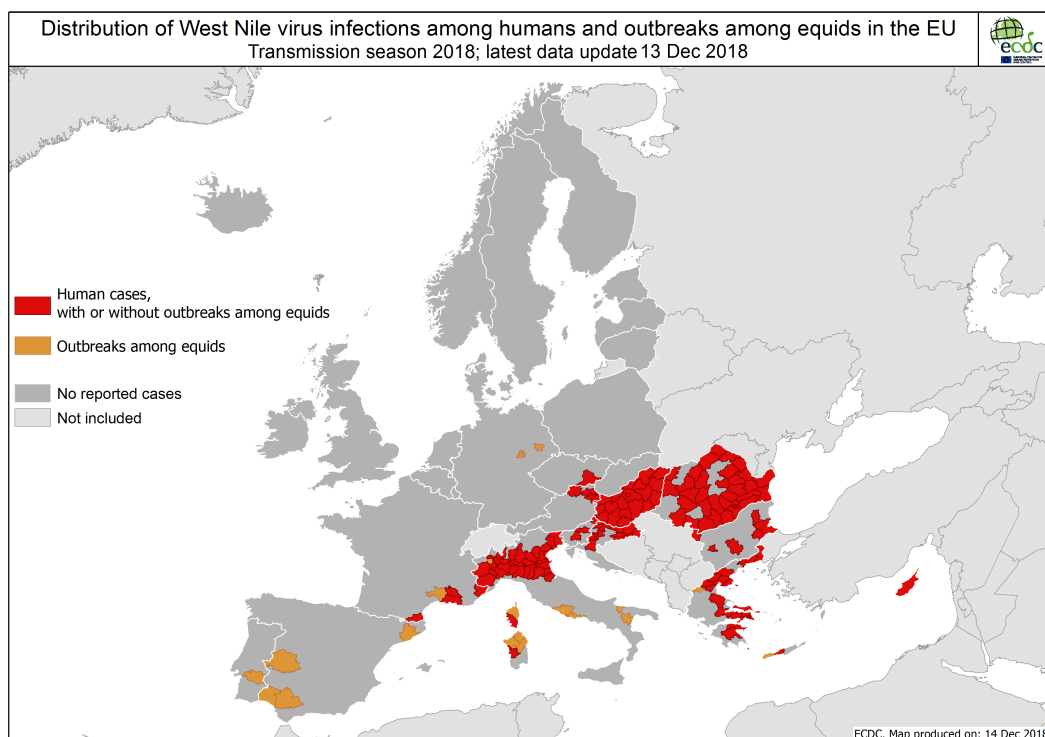 Distribution of West Nile virus infections among humans and outbreaks among equids in the EU
Transmission season 2018; latest data update 13 Dec 2018
ecdc
Human cases,
with or without outbreaks among equids
Outbreaks among equids
No reported cases
Not included
ECDC. Map produced on: 14 Dec 2018